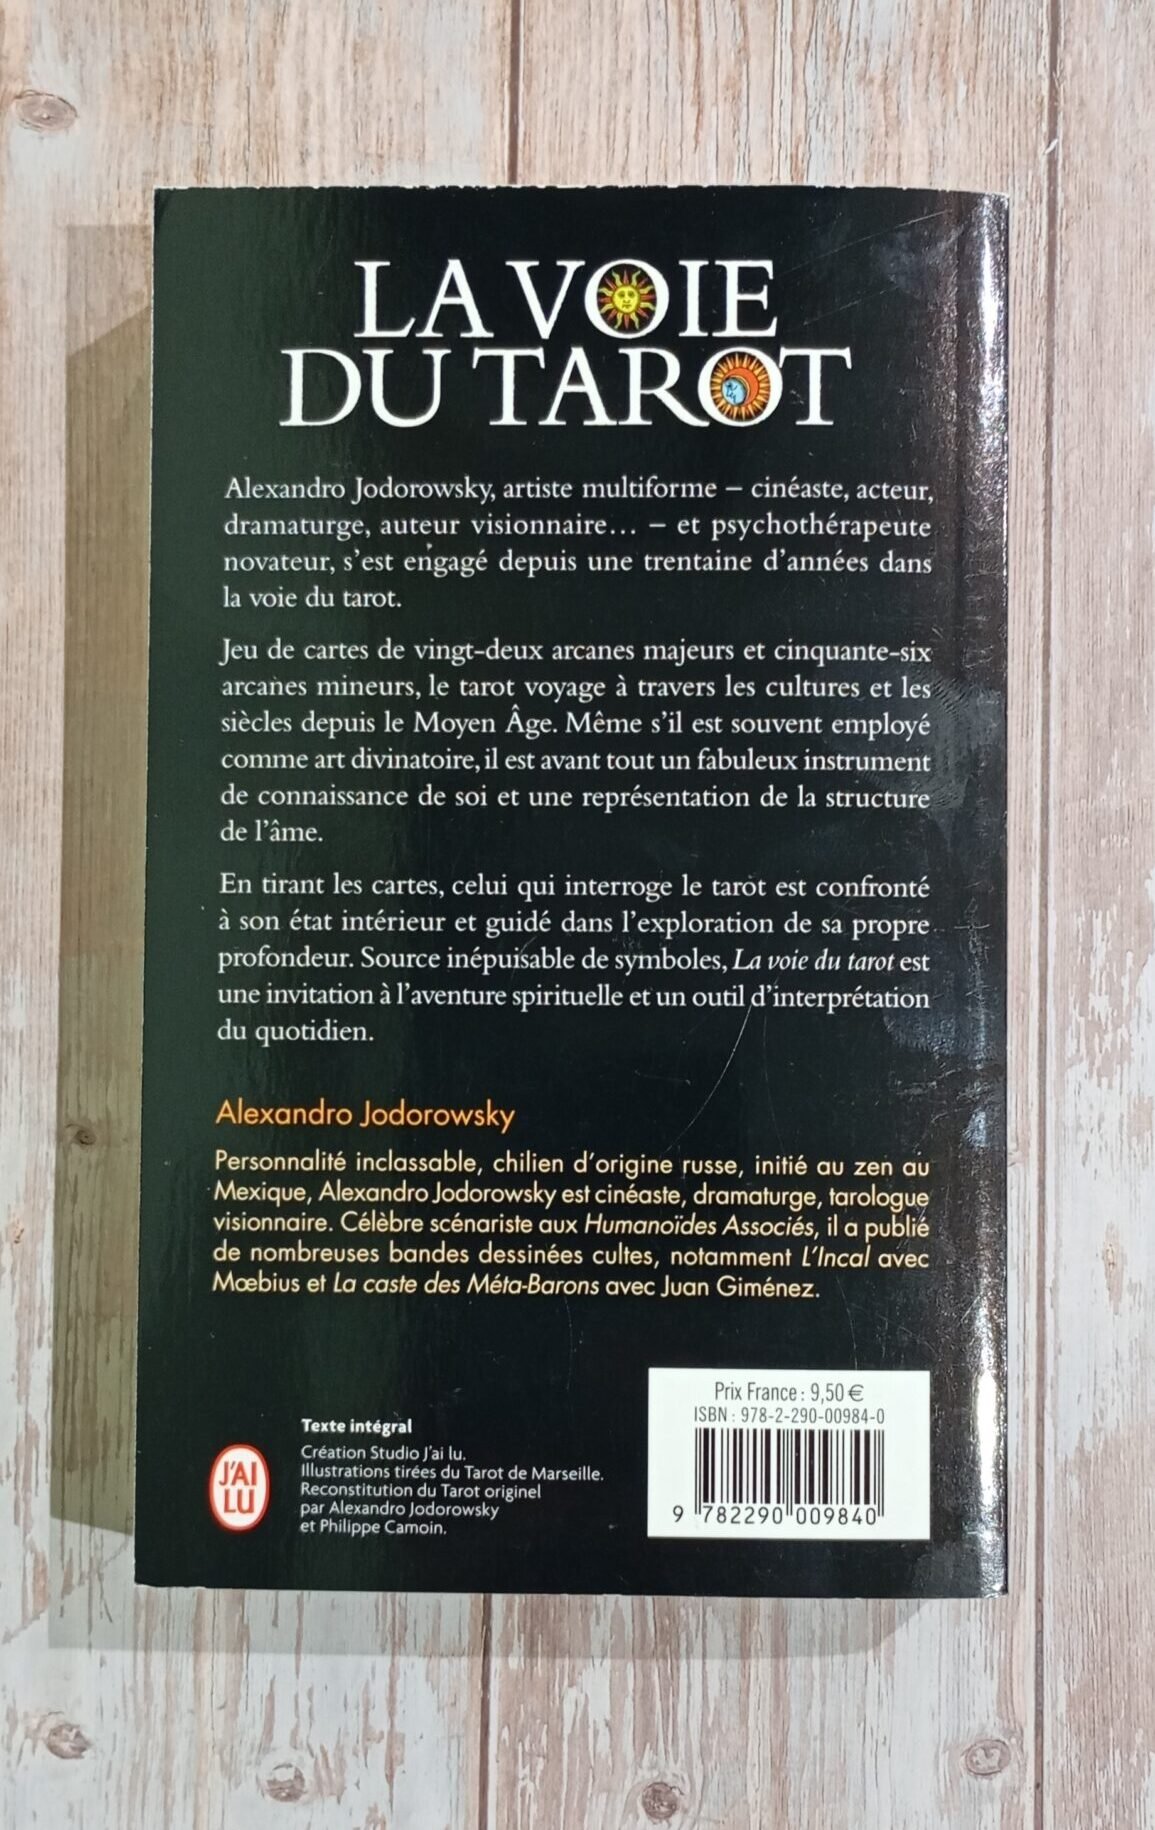 LA VOIE
DU TAROT
Alexandro Jodorowsky, artiste multiforme – cinéaste, acteur,
dramaturge, auteur visionnaire… – et psychothérapeute
novateur, s'est engagé depuis une trentaine d'années dans
la voie du tarot.
Jeu de cartes de vingt-deux arcanes majeurs et cinquante-six
arcanes mineurs, le tarot voyage à travers les cultures et les
siècles depuis le Moyen Âge. Même s'il est souvent employé
comme art divinatoire, il est avant tout un fabuleux instrument
de connaissance de soi et une représentation de la structure
de l'âme.
En tirant les cartes, celui qui interroge le tarot est confronté
à son état intérieur et guidé dans l'exploration de sa propre
profondeur. Source inépuisable de symboles, La voie du tarot est
une invitation à l'aventure spirituelle et un outil d'interprétation
du quotidien.
Alexandro Jodorowsky
Personnalité inclassable, chilien d'origine russe, initié au zen au
Mexique, Alexandro Jodorowsky est cinéaste, dramaturge, tarologue
visionnaire. Célèbre scénariste aux Humanoïdes Associés, il a publié
de nombreuses bandes dessinées cultes, notamment L'Incal avec
Mœbius et La caste des Méta-Barons avec Juan Giménez.
J'AI
LU
Texte intégral
Création Studio J'ai lu.
Illustrations tirées du Tarot de Marseille.
Reconstitution du Tarot originel
par Alexandro Jodorowsky
et Philippe Camoin.
Prix France : 9,50 €
ISBN : 978-2-290-00984-0
9 782290 009840